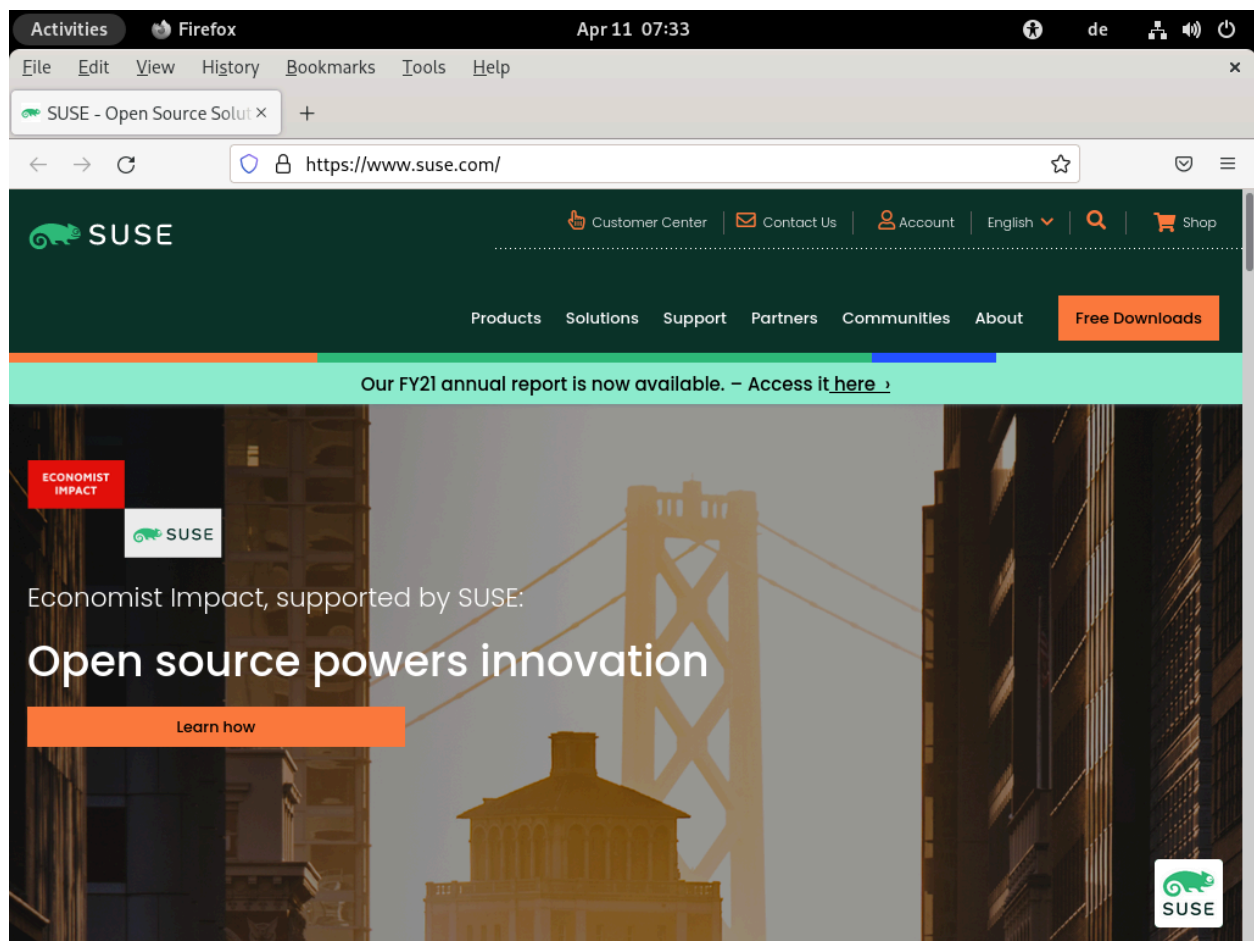 Activities Firefox Apr 11 07:33 de
File Edit View History Bookmarks Tools Help
SUSE - Open Source Solut
https://www.suse.com/
SUSE Customer Center Contact Us Account English Shop
Products Solutions Support Partners Communities About Free Downloads
Our FY21 annual report is now available. – Access it here ›
ECONOMIST
IMPACT
SUSE
Economist Impact, supported by SUSE:
Open source powers innovation
Learn how
SUSE